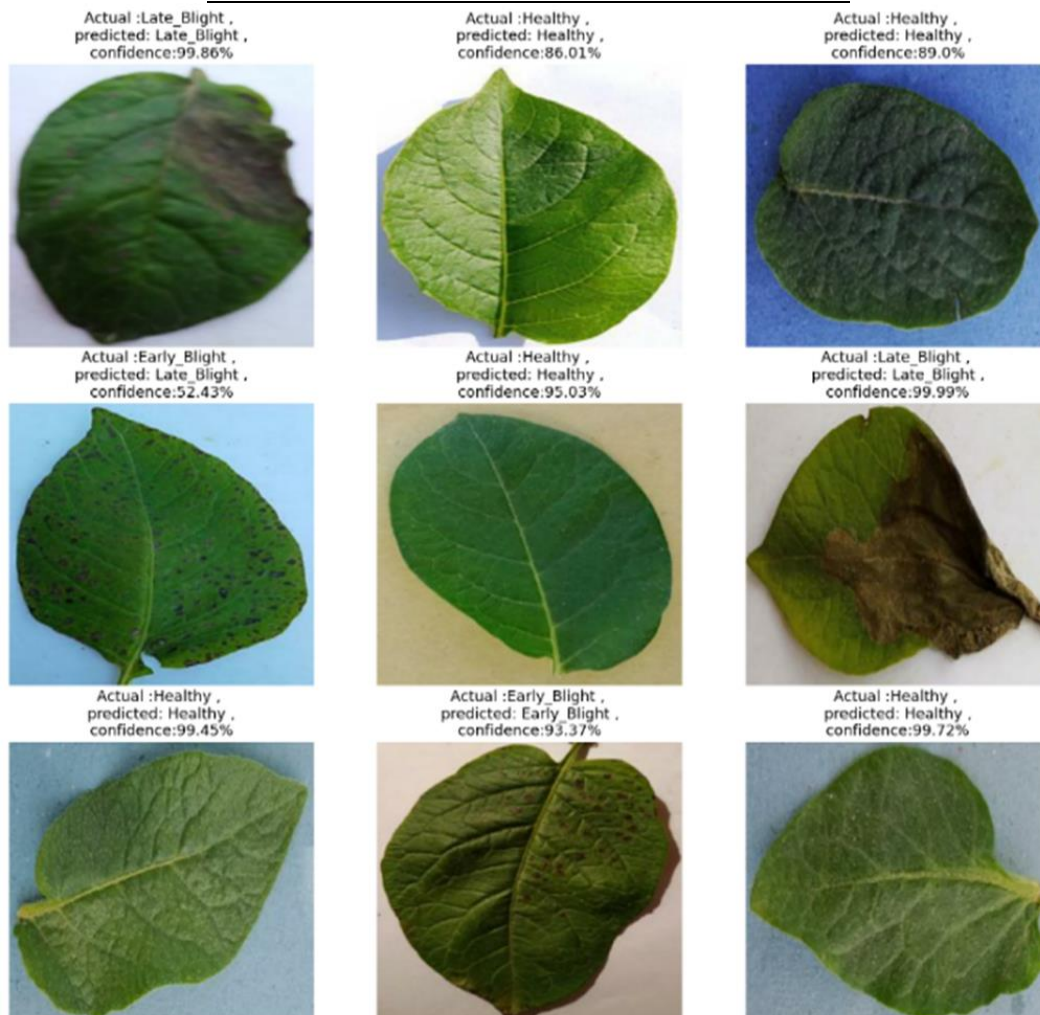 Actual :Late_Blight ,
predicted: Late_Blight ,
confidence:99.86%
Actual :Healthy ,
predicted: Healthy ,
confidence:86.01%
Actual :Healthy ,
predicted: Healthy ,
confidence:89.0%
Actual :Early_Blight ,
predicted: Late_Blight ,
confidence:52.43%
Actual :Healthy ,
predicted: Healthy ,
confidence:95.03%
Actual :Late_Blight ,
predicted: Late_Blight ,
confidence:99.99%
Actual :Healthy ,
predicted: Healthy ,
confidence:99.45%
Actual :Early_Blight ,
predicted: Early_Blight ,
confidence:93.37%
Actual :Healthy ,
predicted: Healthy ,
confidence:99.72%